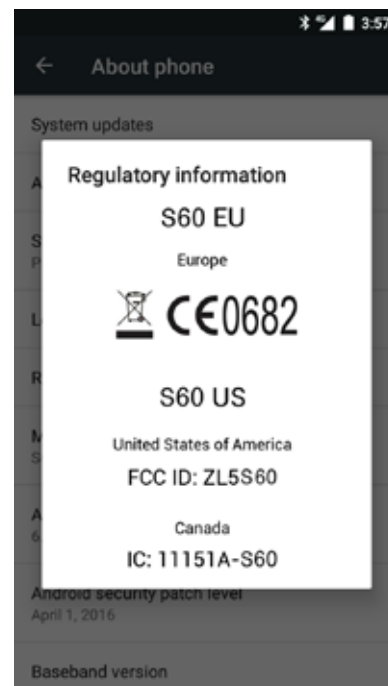 3:57
About phone
System updates
A
Regulatory information
S
P
S60 EU
Europe
L
CE0682
R
S60 US
M
S
United States of America
FCC ID: ZL5S60
A
6
Canada
IC: 11151A-S60
Android security patch level
April 1, 2016
Baseband version